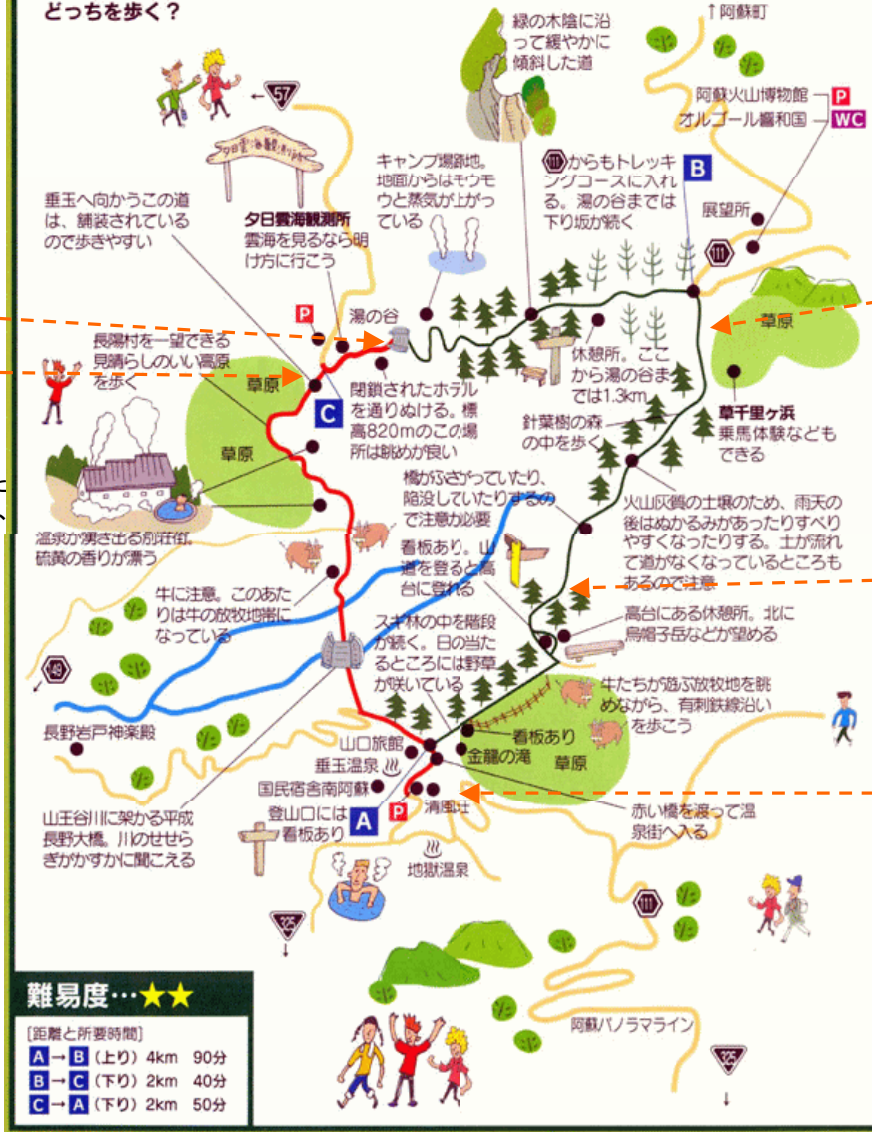 どっちを歩く？
↑阿蘇町
緑の木陰に沿
って緩やかに
傾斜した道
阿蘇火山博物館
P
オルゴール響和国
WC
←57
夕日雲海観測所
キャンプ場跡地。
地面からはモウモ
ウと蒸気が上がっ
ている
111からもトレッキ
ングコースに入れ
る。湯の谷までは
下り坂が続く
B
展望所
111
垂玉へ向かうこの道
は、舗装されている
ので歩きやすい
夕日雲海観測所
雲海を見るなら明
け方に行こう
P
湯の谷
草原
長陽村を一望できる
見晴らしのいい高原
を歩く
草原
C
閉鎖されたホテル
を通りぬける。標
高820mのこの場
所は眺めが良い
休憩所。ここ
から湯の谷ま
では1.3km
針葉樹の森
の中を歩く
草千里ヶ浜
乗馬体験なども
できる
草原
橋がふさがっていたり、
陥没していたりするの
で注意が必要
火山灰質の土壌のため、雨天の
後はぬかるみがあったりすべり
やすくなったりする。土が流れ
て道がなくなっているところも
あるので注意
温泉が湧き出る別荘街。
硫黄の香りが漂う
看板あり。山
道を登ると高
台に登れる
牛に注意。このあた
りは牛の放牧地帯に
なっている
スギ林の中を階段
が続く。日の当た
るところには野草
が咲いている
高台にある休憩所。北に
烏帽子岳などが望める
149
牛たちが遊ぶ放牧地を眺
めながら、有刺鉄線沿い
を歩こう
長野岩戸神楽殿
山口旅館
垂玉温泉
国民宿舎南阿蘇
看板あり
金龍の滝
草原
清風荘
P
A
登山口には
看板あり
赤い橋を渡って温
泉街へ入る
山王谷川に架かる平成
長野大橋。川のせせら
ぎがかすかに聞こえる
地獄温泉
325
111
難易度…★★
[距離と所要時間]
A→B (上り) 4km 90分
B→C (下り) 2km 40分
C→A (下り) 2km 50分
阿蘇パノラマライン
325